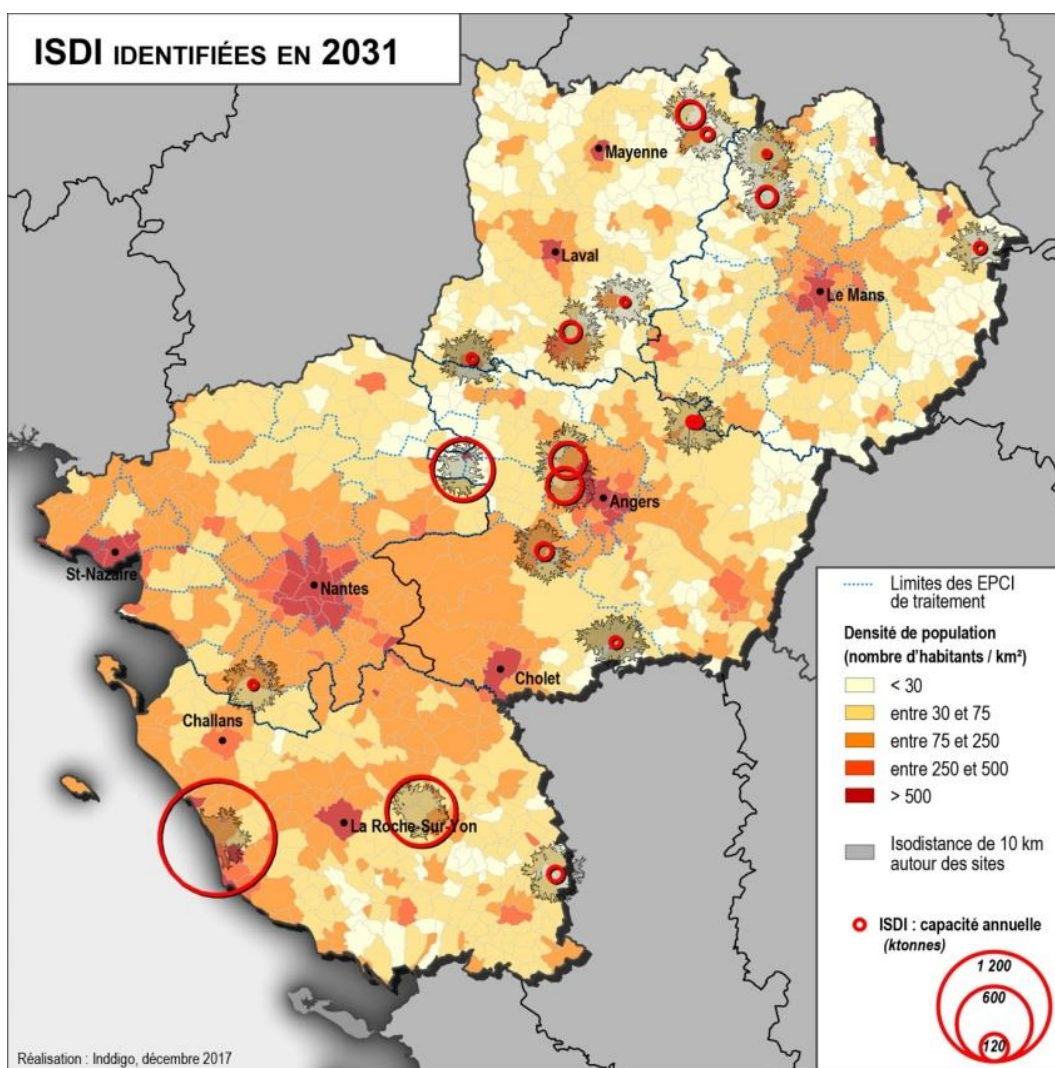 ISDI IDENTIFIÉES EN 2031
Mayenne
Laval
Le Mans
Angers
St-Nazaire
Nantes
Cholet
Challans
La Roche-Sur-Yon
Limites des EPCI
de traitement
Densité de population
(nombre d'habitants / km²)
< 30
entre 30 et 75
entre 75 et 250
entre 250 et 500
> 500
Isodistance de 10 km
autour des sites
ISDI : capacité annuelle
(ktonnes)
1 200
600
120
Réalisation : Inddigo, décembre 2017